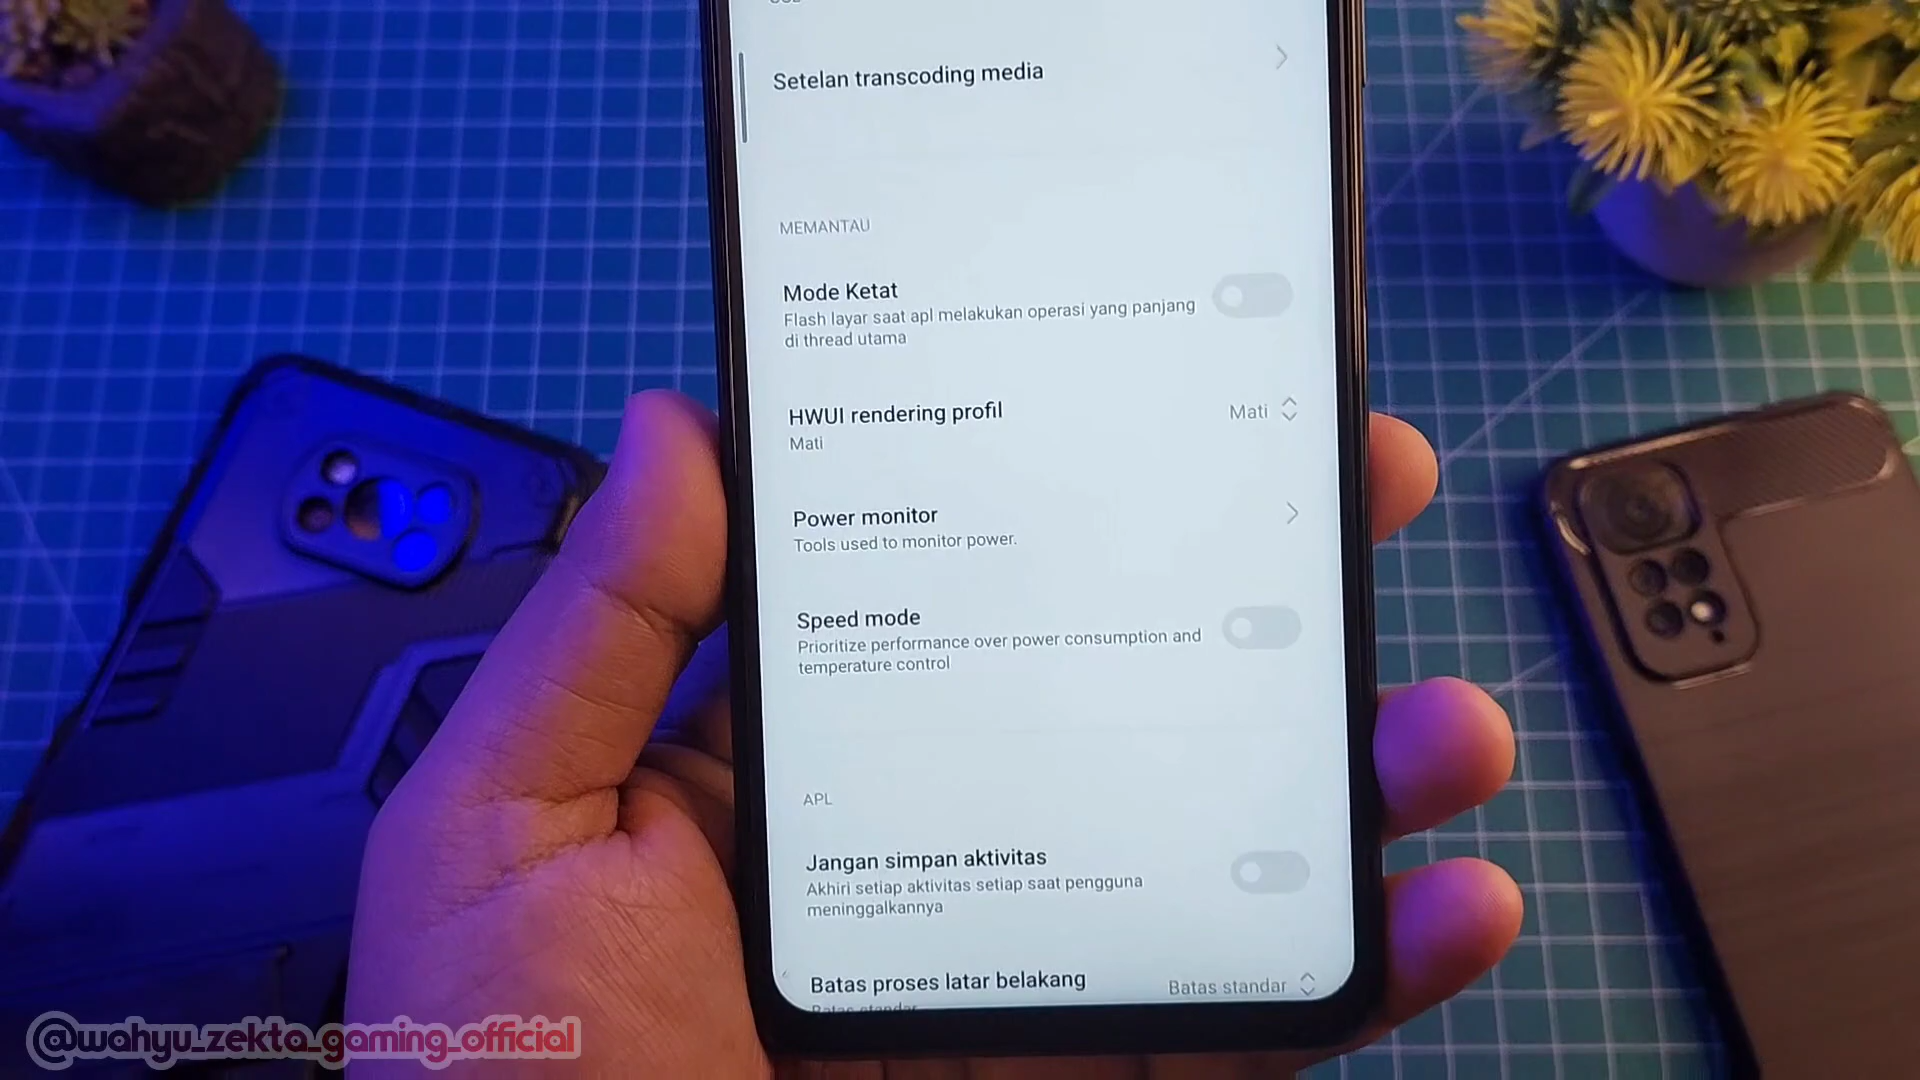 Setelan transcoding media
MEMANTAU
Mode Ketat
Flash layar saat apl melakukan operasi yang panjang
di thread utama
HWUI rendering profil
Mati
Mati
Power monitor
Tools used to monitor power.
Speed mode
Prioritize performance over power consumption and
temperature control
APL
Jangan simpan aktivitas
Akhiri setiap aktivitas setiap saat pengguna
meninggalkannya
Batas proses latar belakang
Batas standar
Batas standar
@wahyu_zekta_gaming_official